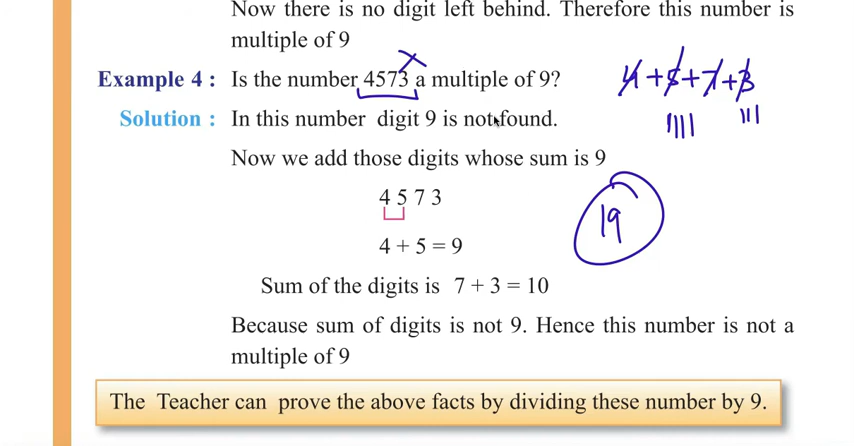 Now there is no digit left behind. Therefore this number is
multiple of 9
Example 4 : Is the number 4573 a multiple of 9?
4+5+7+3
Solution : In this number digit 9 is not found.
Now we add those digits whose sum is 9
4 5 7 3
19
4 + 5 = 9
Sum of the digits is 7 + 3 = 10
Because sum of digits is not 9. Hence this number is not a
multiple of 9
The Teacher can prove the above facts by dividing these number by 9.